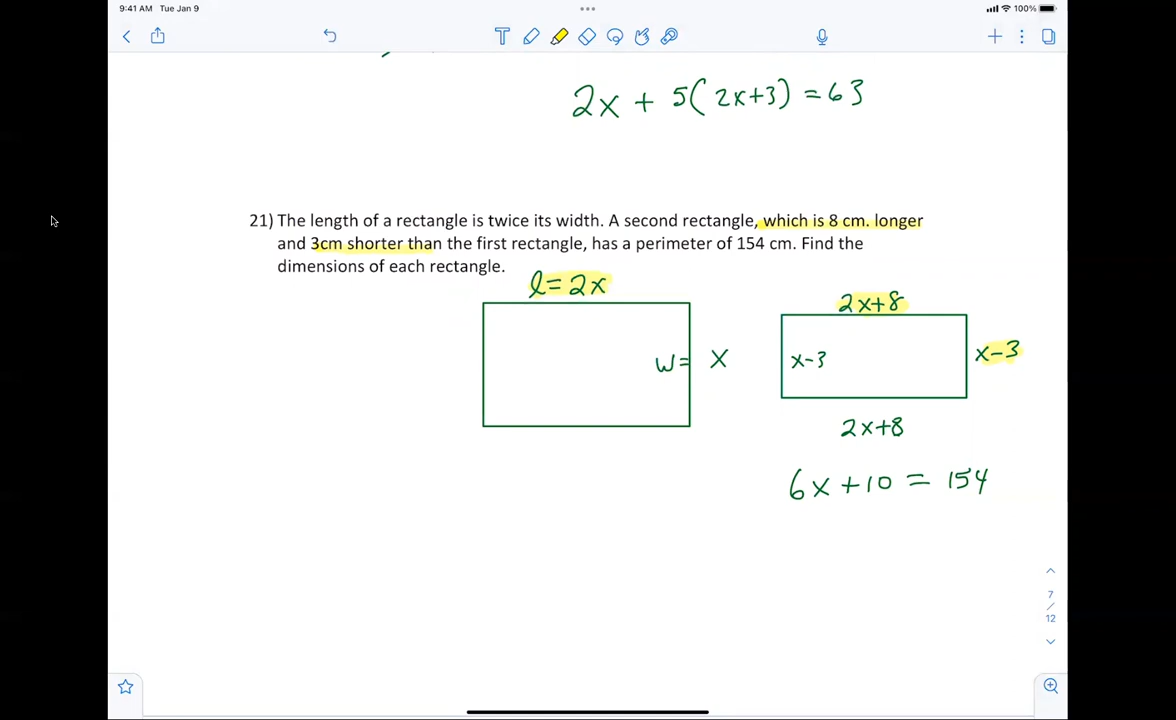 9:41 AM Tue Jan 9
100%
2x + 5(2x+3) = 63
21) The length of a rectangle is twice its width. A second rectangle, which is 8 cm. longer
and 3cm shorter than the first rectangle, has a perimeter of 154 cm. Find the
dimensions of each rectangle.
l = 2x
2x+8
w = x
x-3
x-3
2x+8
6x + 10 = 154
7
/
12